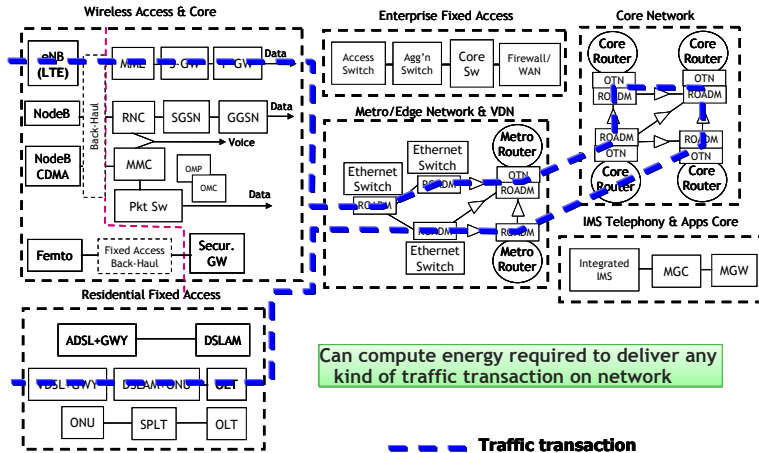 Wireless Access & Core
eNB
(LTE)
MME
S-GW
P-GW
Data
NodeB
Back-Haul
RNC
SGSN
GGSN
Data
Voice
NodeB
CDMA
MMC
OMP
OMC
Pkt Sw
Data
Femto
Fixed Access
Back-Haul
Secur.
GW
Enterprise Fixed Access
Access
Switch
Agg'n
Switch
Core
Sw
Firewall/
WAN
Metro/Edge Network & VDN
Metro
Router
Ethernet
Switch
OTN
ROADM
Ethernet
Switch
ROADM
ROADM
ROADM
ROADM
Ethernet
Switch
Metro
Router
Core Network
Core
Router
Core
Router
OTN
ROADM
OTN
ROADM
ROADM
OTN
ROADM
OTN
Core
Router
Core
Router
IMS Telephony & Apps Core
Integrated
IMS
MGC
MGW
Residential Fixed Access
ADSL+GWY
DSLAM
VDSL+GWY
DSLAM+ONU
OLT
ONU
SPLT
OLT
Can compute energy required to deliver any
kind of traffic transaction on network
Traffic transaction